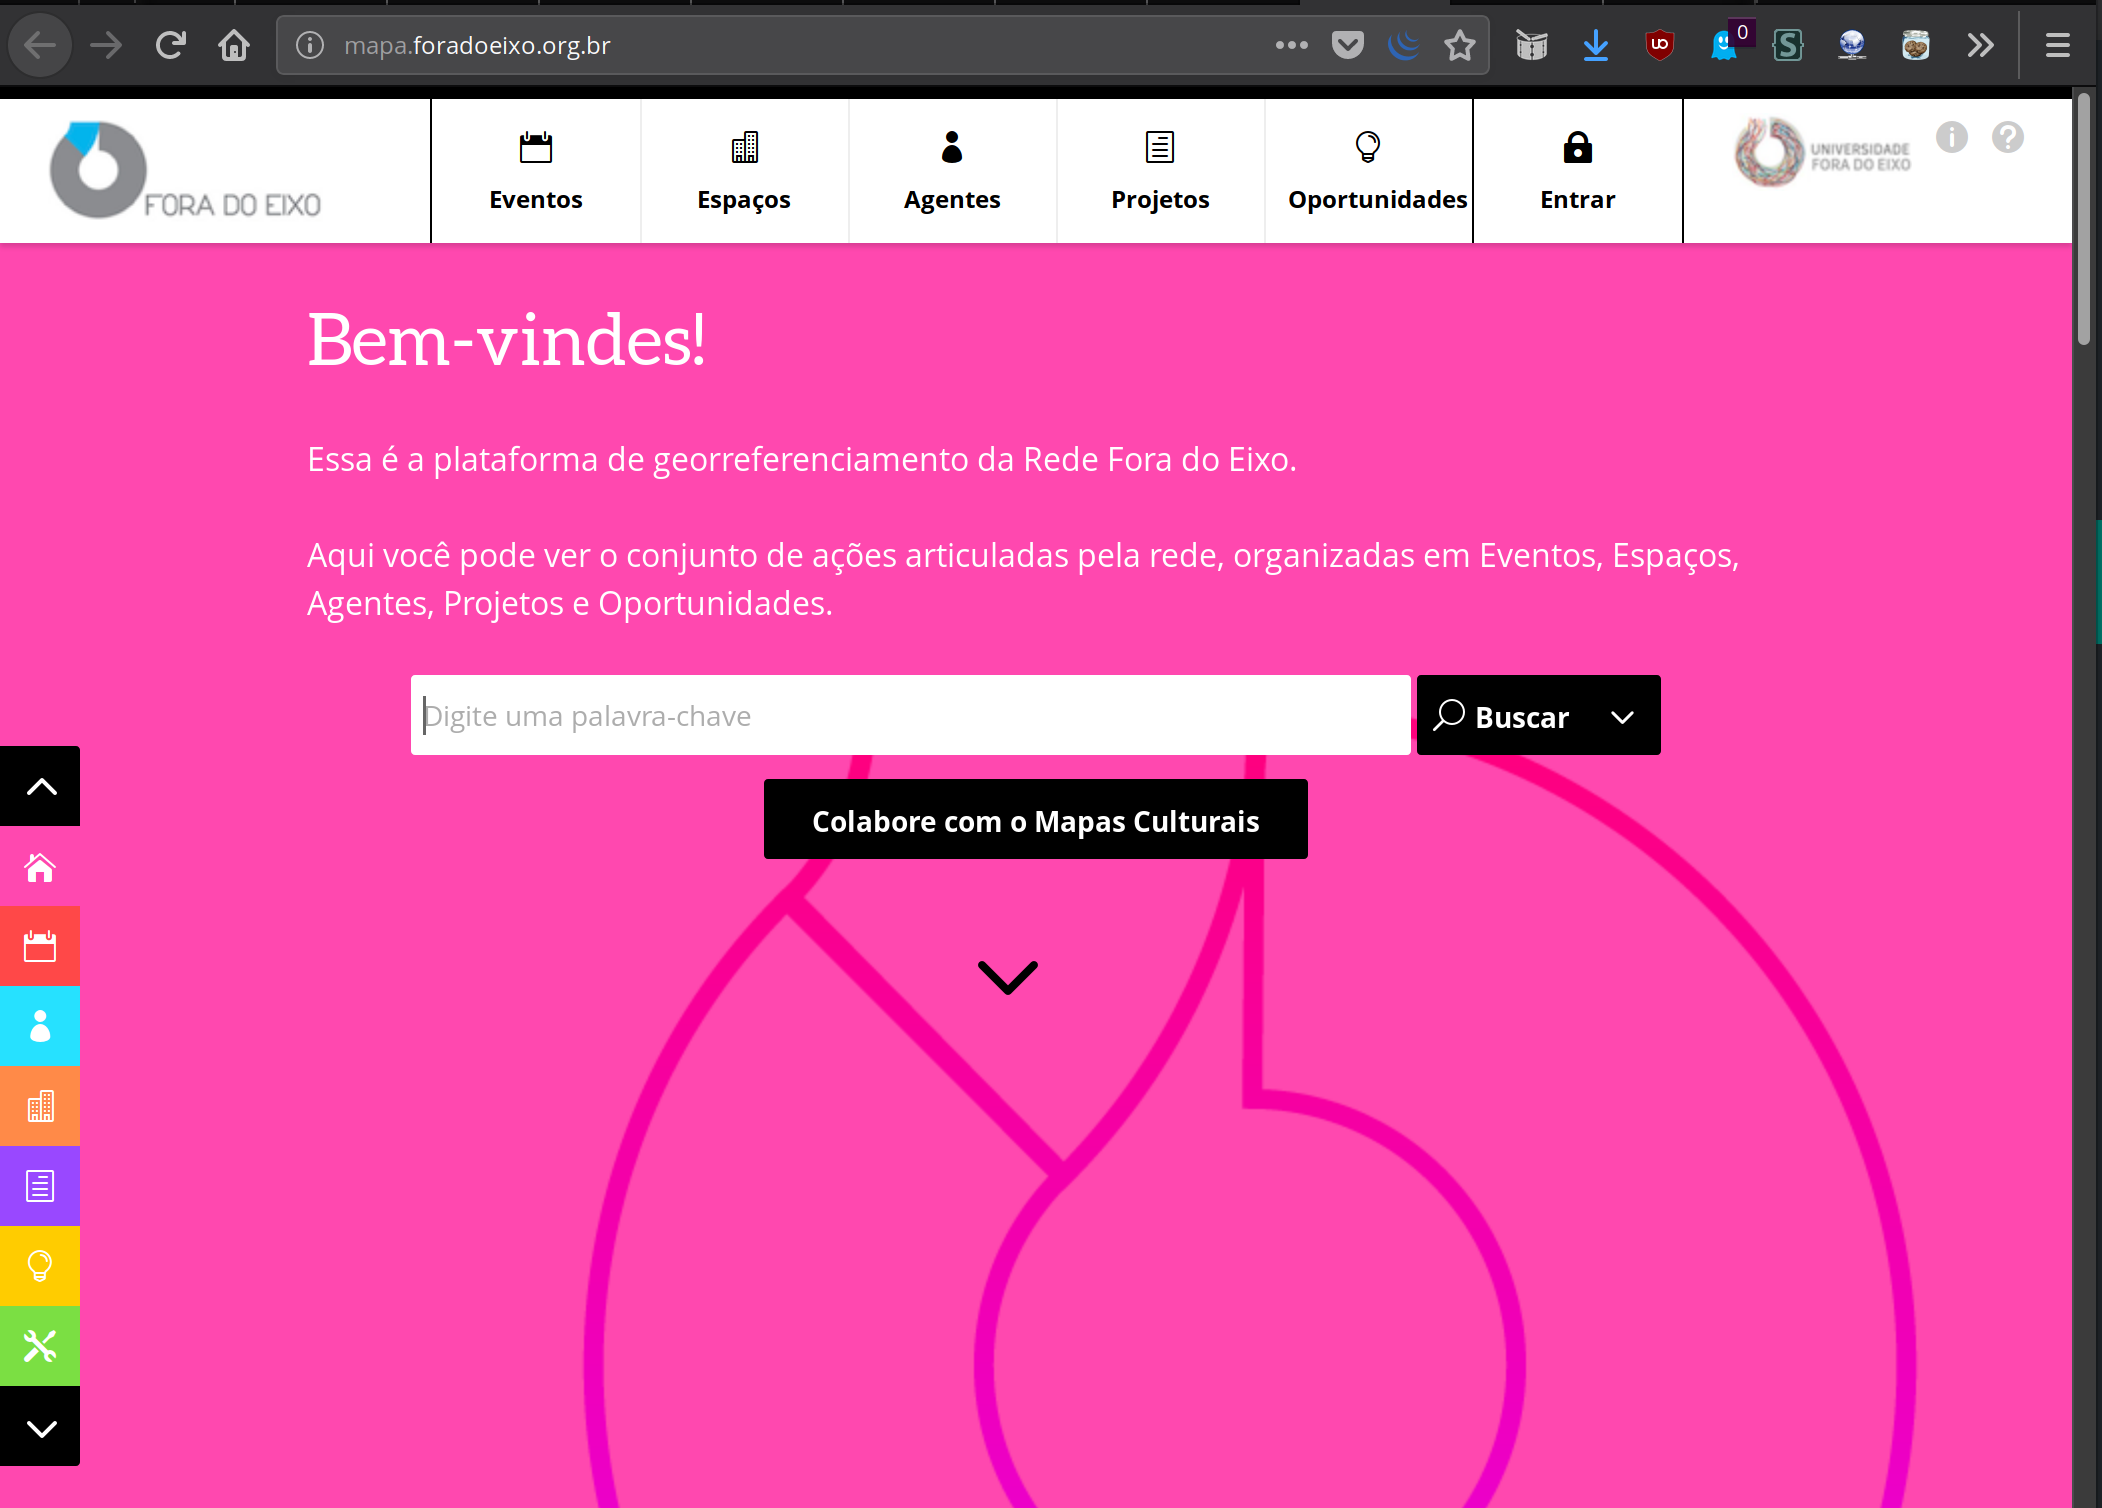 mapa.foradoeixo.org.br
0
FORA DO EIXO
Eventos
Espaços
Agentes
Projetos
Oportunidades
Entrar
UNIVERSIDADE
FORA DO EIXO
Bem-vindes!
Essa é a plataforma de georreferenciamento da Rede Fora do Eixo.
Aqui você pode ver o conjunto de ações articuladas pela rede, organizadas em Eventos, Espaços,
Agentes, Projetos e Oportunidades.
Digite uma palavra-chave
Buscar
Colabore com o Mapas Culturais